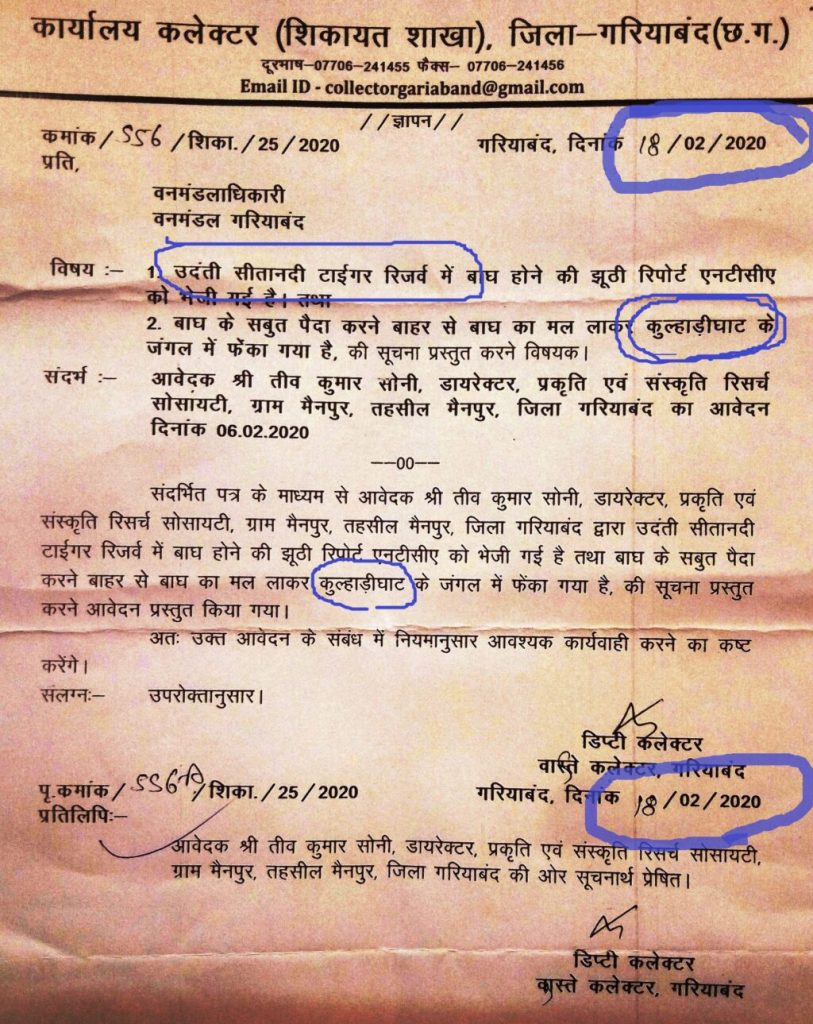 कार्यालय कलेक्टर (शिकायत शाखा), जिला–गरियाबंद(छ.ग.)
दूरभाष–07706-241455 फैक्स– 07706-241456
Email ID - collectorgariaband@gmail.com
//ज्ञापन//
कमांक/556/शिका./25/2020 गरियाबंद, दिनांक 18/02/2020
प्रति,
वनमंडलाधिकारी
वनमंडल गरियाबंद
विषय :– 1. उदंती सीतानदी टाईगर रिजर्व में बाघ होने की झूठी रिपोर्ट एनटीसीए
को भेजी गई है। तथा
2. बाघ के सबुत पैदा करने बाहर से बाघ का मल लाकर कुल्हाड़ीघाट के
जंगल में फेंका गया है, की सूचना प्रस्तुत करने विषयक।
संदर्भ :– आवेदक श्री तीव कुमार सोनी, डायरेक्टर, प्रकृति एवं संस्कृति रिसर्च
सोसायटी, ग्राम मैनपुर, तहसील मैनपुर, जिला गरियाबंद का आवेदन
दिनांक 06.02.2020
––00––
संदर्भित पत्र के माध्यम से आवेदक श्री तीव कुमार सोनी, डायरेक्टर, प्रकृति एवं
संस्कृति रिसर्च सोसायटी, ग्राम मैनपुर, तहसील मैनपुर, जिला गरियाबंद द्वारा उदंती सीतानदी
टाईगर रिजर्व में बाघ होने की झूठी रिपोर्ट एनटीसीए को भेजी गई है तथा बाघ के सबुत पैदा
करने बाहर से बाघ का मल लाकर कुल्हाड़ीघाट के जंगल में फेंका गया है, की सूचना प्रस्तुत
करने आवेदन प्रस्तुत किया गया।
अतः उक्त आवेदन के संबंध में नियमानुसार आवश्यक कार्यवाही करने का कष्ट
करेंगे।
संलग्नः– उपरोक्तानुसार।
डिप्टी कलेक्टर
वास्ते कलेक्टर, गरियाबंद
पृ.कमांक/556A/शिका./25/2020 गरियाबंद, दिनांक 18/02/2020
प्रतिलिपिः–
आवेदक श्री तीव कुमार सोनी, डायरेक्टर, प्रकृति एवं संस्कृति रिसर्च सोसायटी,
ग्राम मैनपुर, तहसील मैनपुर, जिला गरियाबंद की ओर सूचनार्थ प्रेषित।
डिप्टी कलेक्टर
वास्ते कलेक्टर, गरियाबंद